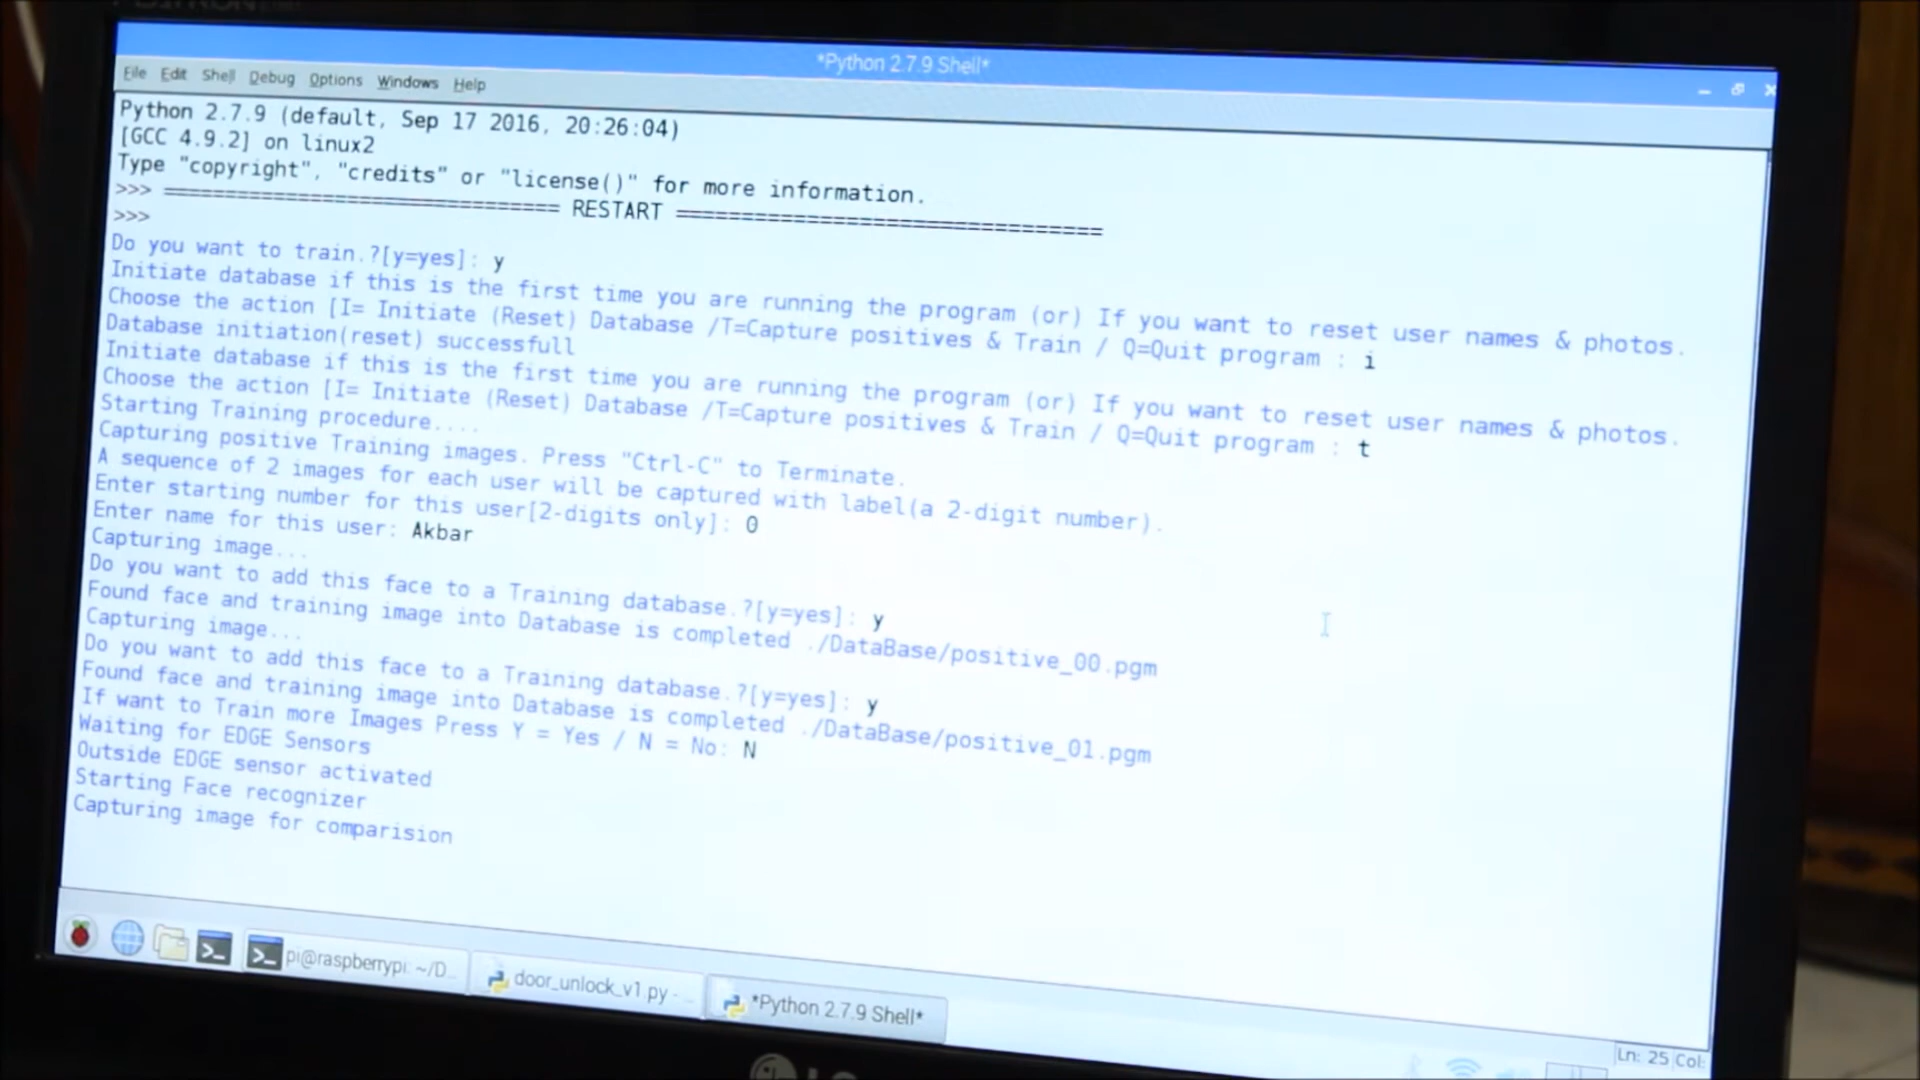 *Python 2.7.9 Shell*
File Edit Shell Debug Options Windows Help
Python 2.7.9 (default, Sep 17 2016, 20:26:04)
[GCC 4.9.2] on linux2
Type "copyright", "credits" or "license()" for more information.
>>> ================================ RESTART ================================
>>>
Do you want to train.?[y=yes]: y
Initiate database if this is the first time you are running the program (or) If you want to reset user names & photos.
Choose the action [I= Initiate (Reset) Database /T=Capture positives & Train / Q=Quit program : i
Database initiation(reset) successfull
Initiate database if this is the first time you are running the program (or) If you want to reset user names & photos.
Choose the action [I= Initiate (Reset) Database /T=Capture positives & Train / Q=Quit program : t
Starting Training procedure....
Capturing positive Training images. Press "Ctrl-C" to Terminate.
A sequence of 2 images for each user will be captured with label(a 2-digit number).
Enter starting number for this user[2-digits only]: 0
Enter name for this user: Akbar
Capturing image...
Do you want to add this face to a Training database.?[y=yes]: y
Found face and training image into Database is completed ./DataBase/positive_00.pgm
Capturing image...
Do you want to add this face to a Training database.?[y=yes]: y
Found face and training image into Database is completed ./DataBase/positive_01.pgm
If want to Train more Images Press Y = Yes / N = No: N
Waiting for EDGE Sensors
Outside EDGE sensor activated
Starting Face recognizer
Capturing image for comparision
Ln: 25 Col:
pi@raspberrypi: ~/D...
door_unlock_v1.py - ...
*Python 2.7.9 Shell*